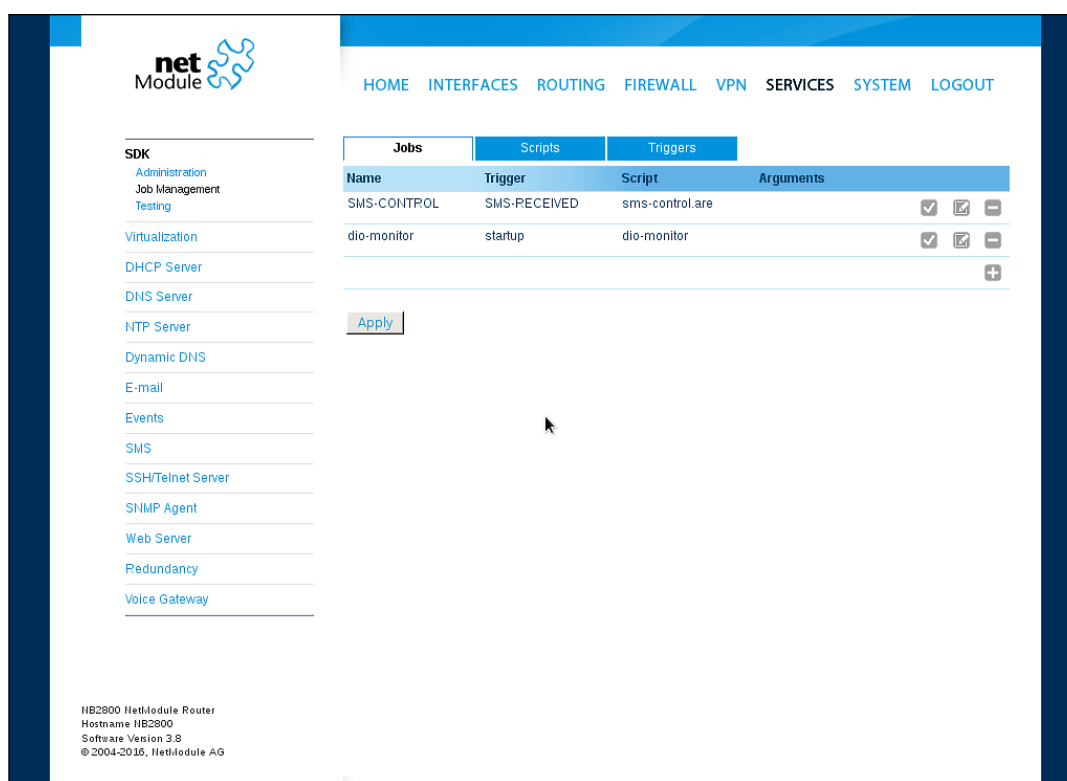 net
Module
HOME INTERFACES ROUTING FIREWALL VPN SERVICES SYSTEM LOGOUT
SDK
Administration
Job Management
Testing
Virtualization
DHCP Server
DNS Server
NTP Server
Dynamic DNS
E-mail
Events
SMS
SSH/Telnet Server
SNMP Agent
Web Server
Redundancy
Voice Gateway
Jobs Scripts Triggers
Name Trigger Script Arguments
SMS-CONTROL SMS-RECEIVED sms-control.are
dio-monitor startup dio-monitor
Apply
NB2800 NetModule Router
Hostname NB2800
Software Version 3.8
© 2004-2016, NetModule AG